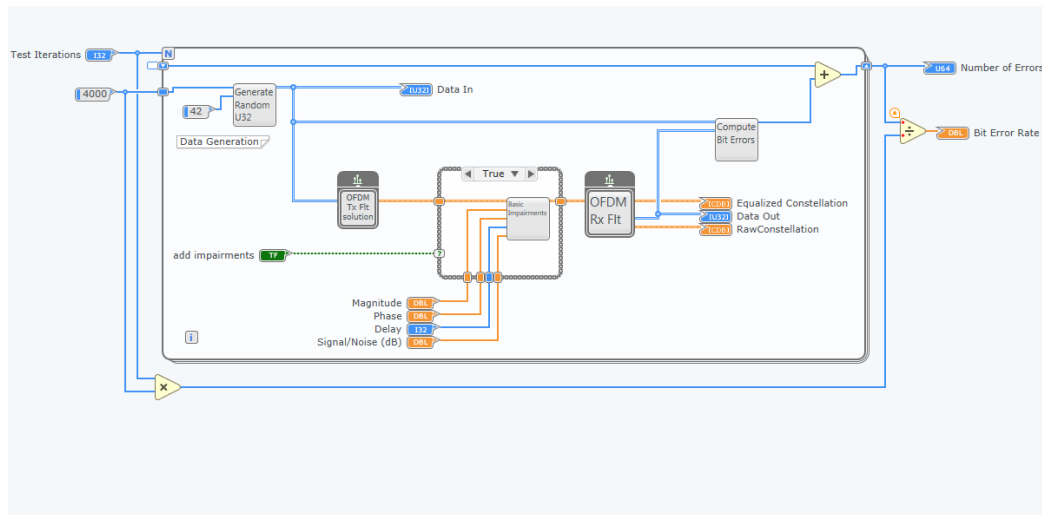 Test Iterations
I32
N
4000
Generate
Random
U32
42
[U32]
Data In
Data Generation
+
U64
Number of Errors
÷
DBL
Bit Error Rate
Compute
Bit Errors
True
OFDM
Tx Flt
solution
Basic
Impairments
OFDM
Rx Flt
[CDB]
Equalized Constellation
[U32]
Data Out
[CDB]
RawConstellation
add impairments
TF
?
Magnitude
DBL
Phase
DBL
Delay
I32
Signal/Noise (dB)
DBL
i
×